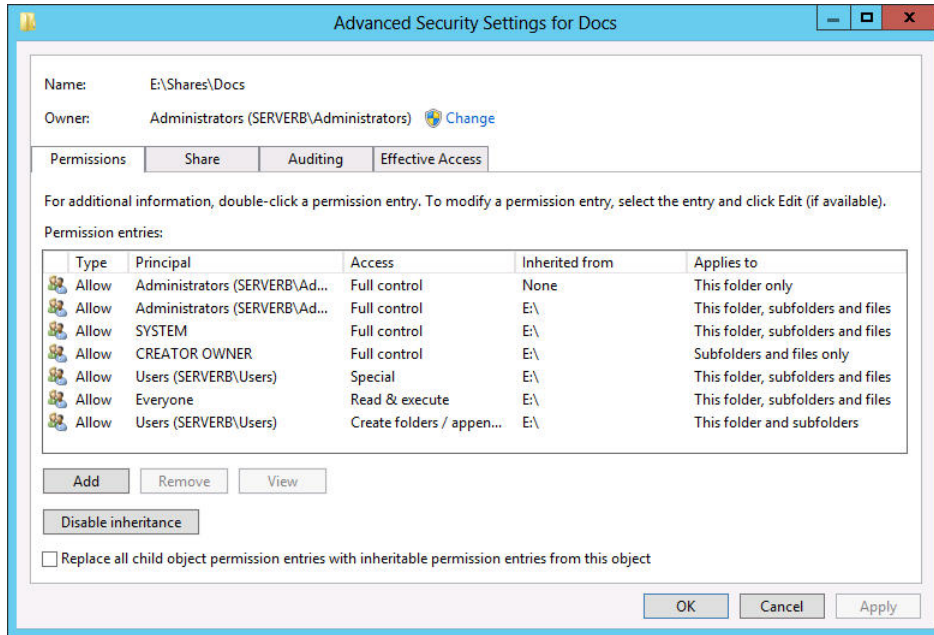 Advanced Security Settings for Docs
Name: E:\Shares\Docs
Owner: Administrators (SERVERB\Administrators) Change
Permissions Share Auditing Effective Access
For additional information, double-click a permission entry. To modify a permission entry, select the entry and click Edit (if available).
Permission entries:
Type Principal Access Inherited from Applies to
Allow Administrators (SERVERB\Ad... Full control None This folder only
Allow Administrators (SERVERB\Ad... Full control E:\ This folder, subfolders and files
Allow SYSTEM Full control E:\ This folder, subfolders and files
Allow CREATOR OWNER Full control E:\ Subfolders and files only
Allow Users (SERVERB\Users) Special E:\ This folder, subfolders and files
Allow Everyone Read & execute E:\ This folder, subfolders and files
Allow Users (SERVERB\Users) Create folders / appen... E:\ This folder and subfolders
Add Remove View
Disable inheritance
Replace all child object permission entries with inheritable permission entries from this object
OK Cancel Apply